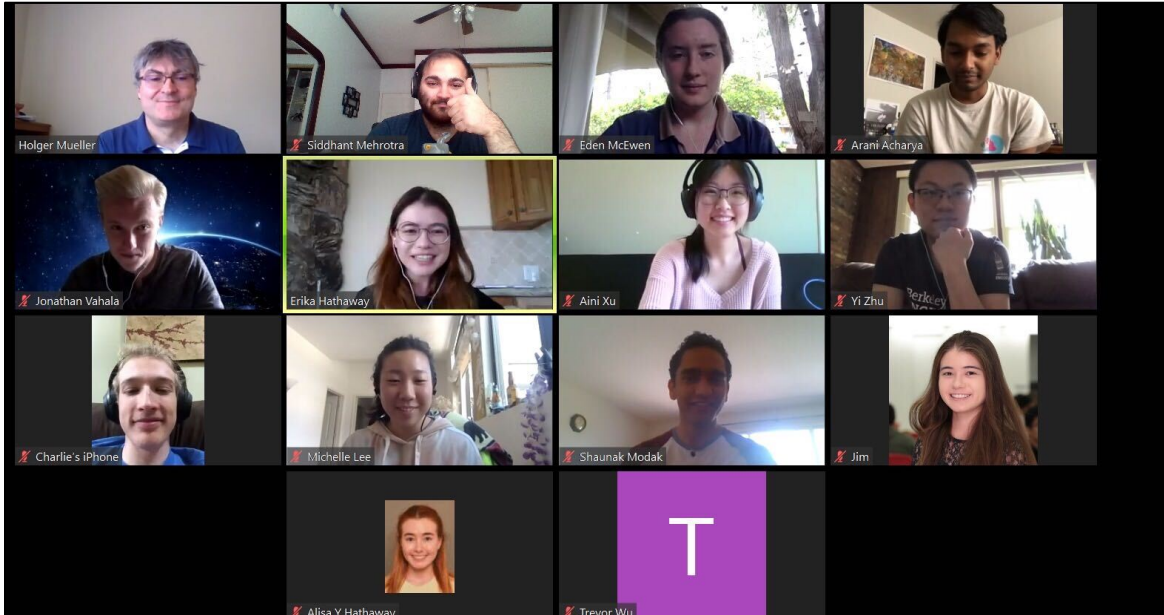 Holger Mueller
Siddhant Mehrotra
Eden McEwen
Arani Acharya
Jonathan Vahala
Erika Hathaway
Aini Xu
Yi Zhu
Berkeley
Charlie's iPhone
Michelle Lee
Shaunak Modak
Jim
T
Alisa Y Hathaway
Trevor Wu